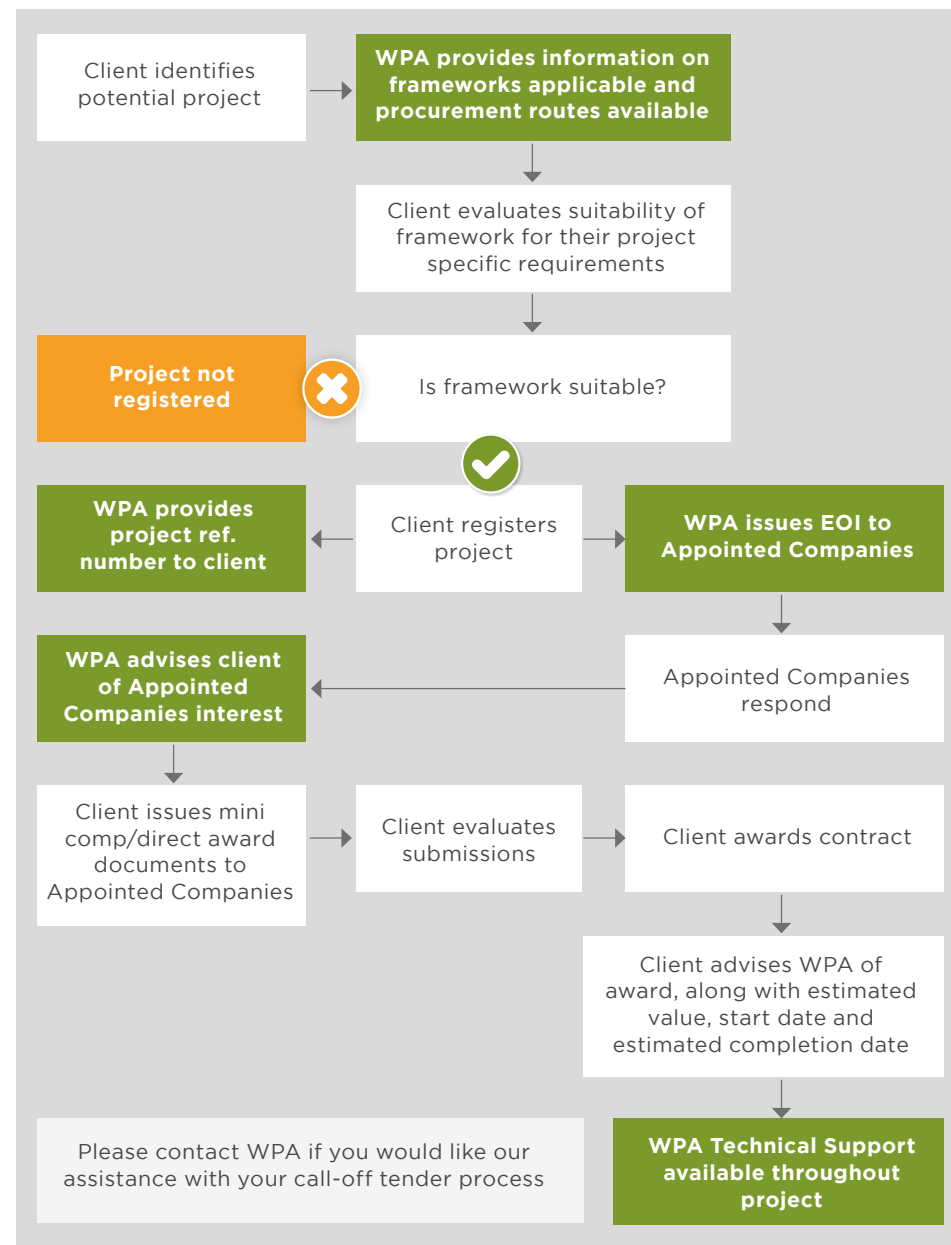 Client identifies
potential project
WPA provides information on
frameworks applicable and
procurement routes available
Client evaluates suitability of
framework for their project
specific requirements
Project not
registered
Is framework suitable?
WPA provides
project ref.
number to client
Client registers
project
WPA issues EOI to
Appointed Companies
WPA advises client
of Appointed
Companies interest
Appointed Companies
respond
Client issues mini
comp/direct award
documents to
Appointed Companies
Client evaluates
submissions
Client awards contract
Client advises WPA of
award, along with estimated
value, start date and
estimated completion date
Please contact WPA if you would like our
assistance with your call-off tender process
WPA Technical Support
available throughout
project